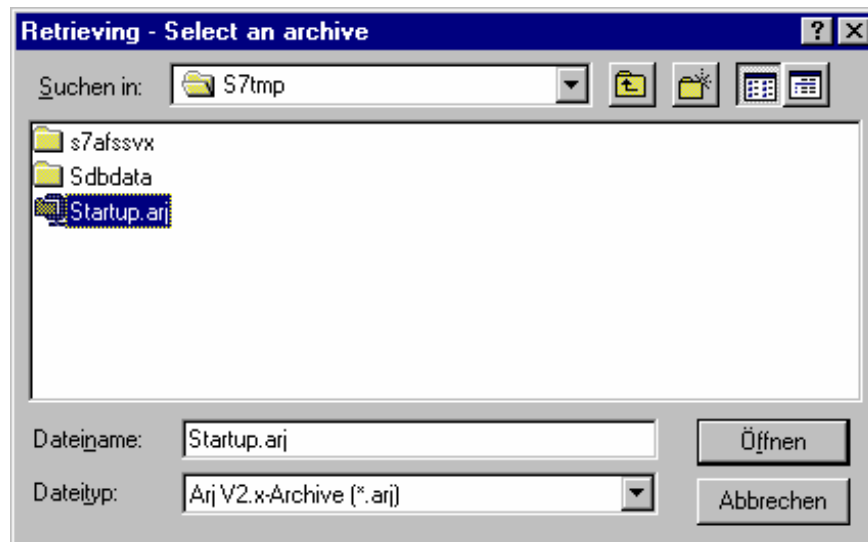 Retrieving - Select an archive
Suchen in: S7tmp
s7afssvx
Sdbdata
Startup.arj
Dateiname: Startup.arj Öffnen
Dateityp: Arj V2.x-Archive (*.arj) Abbrechen